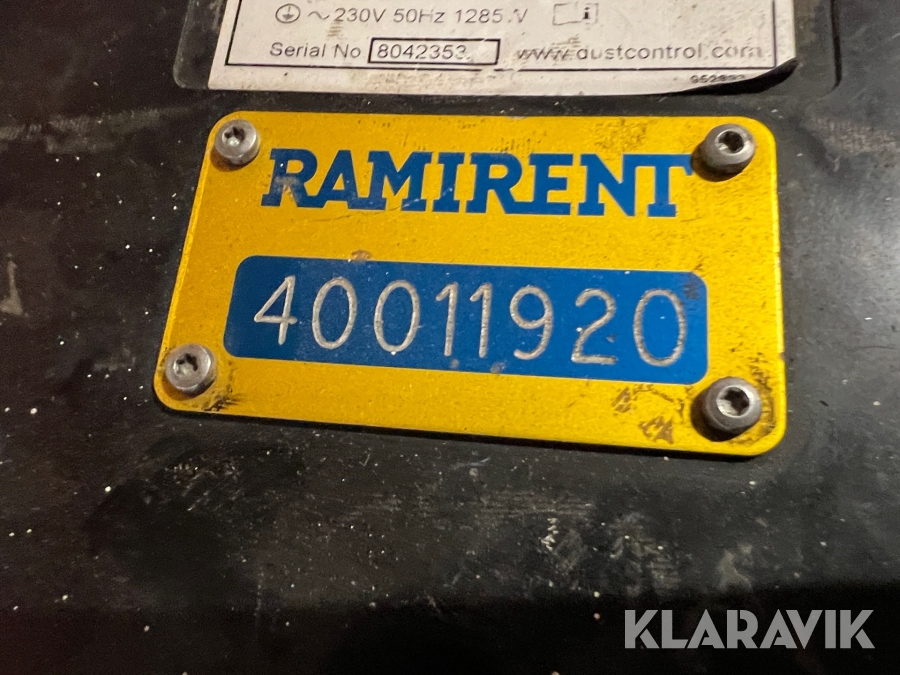 ~ 230V 50Hz 1285 W
Serial No 8042353 www.dustcontrol.com
RAMIRENT
40011920
KLARAVIK